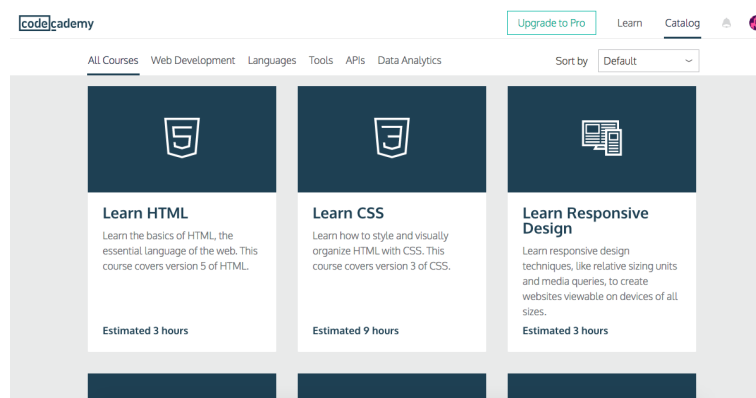 codecademy
Upgrade to Pro Learn Catalog
All Courses Web Development Languages Tools APIs Data Analytics Sort by Default
5 3
Learn HTML
Learn the basics of HTML, the
essential language of the web. This
course covers version 5 of HTML.
Estimated 3 hours
Learn CSS
Learn how to style and visually
organize HTML with CSS. This
course covers version 3 of CSS.
Estimated 9 hours
Learn Responsive
Design
Learn responsive design
techniques, like relative sizing units
and media queries, to create
websites viewable on devices of all
sizes.
Estimated 3 hours